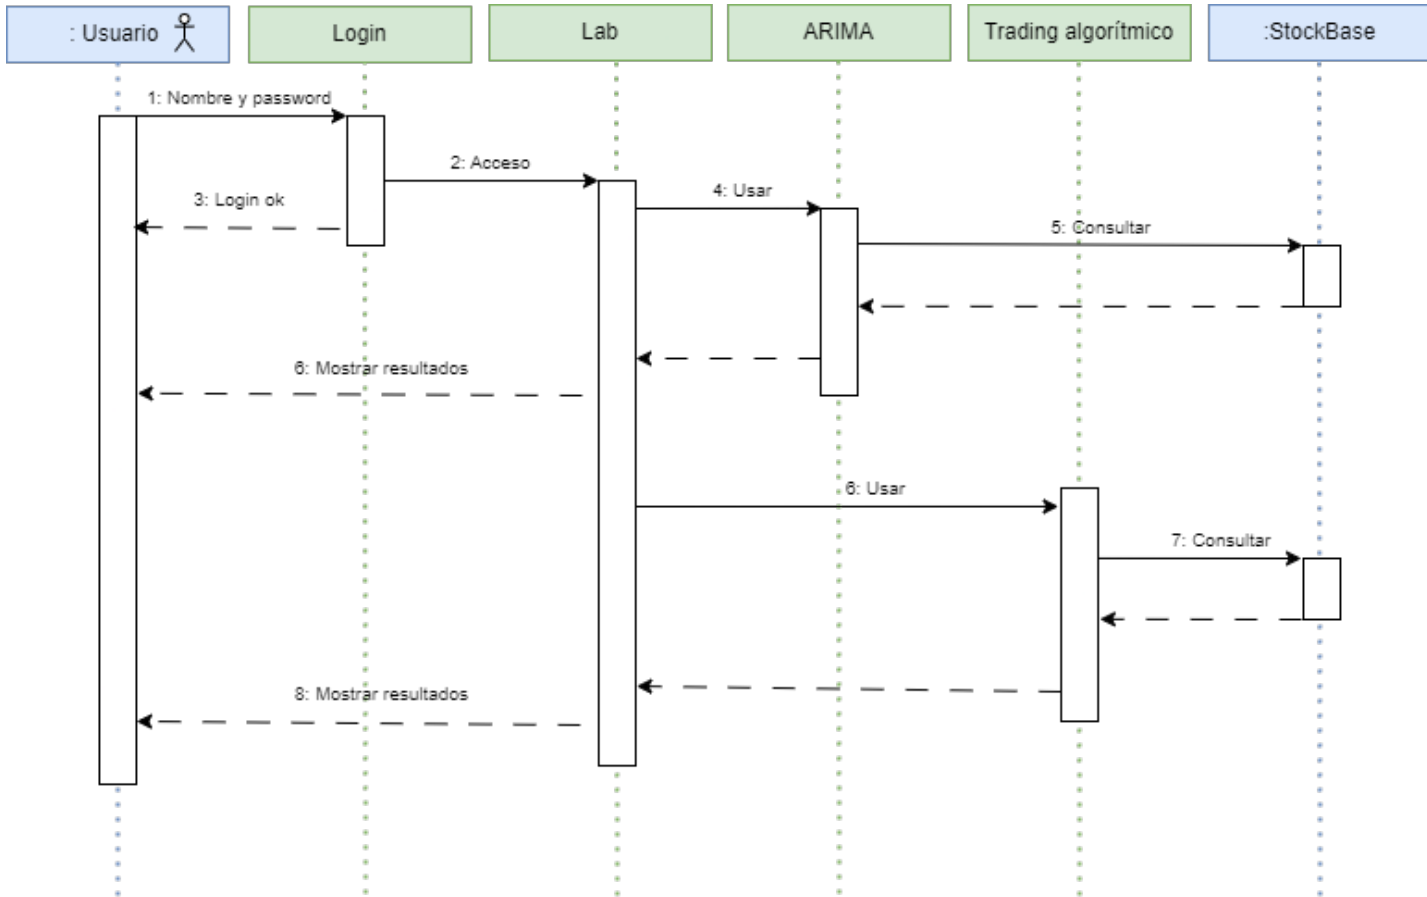 : Usuario
Login
Lab
ARIMA
Trading algorítmico
:StockBase
1: Nombre y password
2: Acceso
3: Login ok
4: Usar
5: Consultar
6: Mostrar resultados
6: Usar
7: Consultar
8: Mostrar resultados